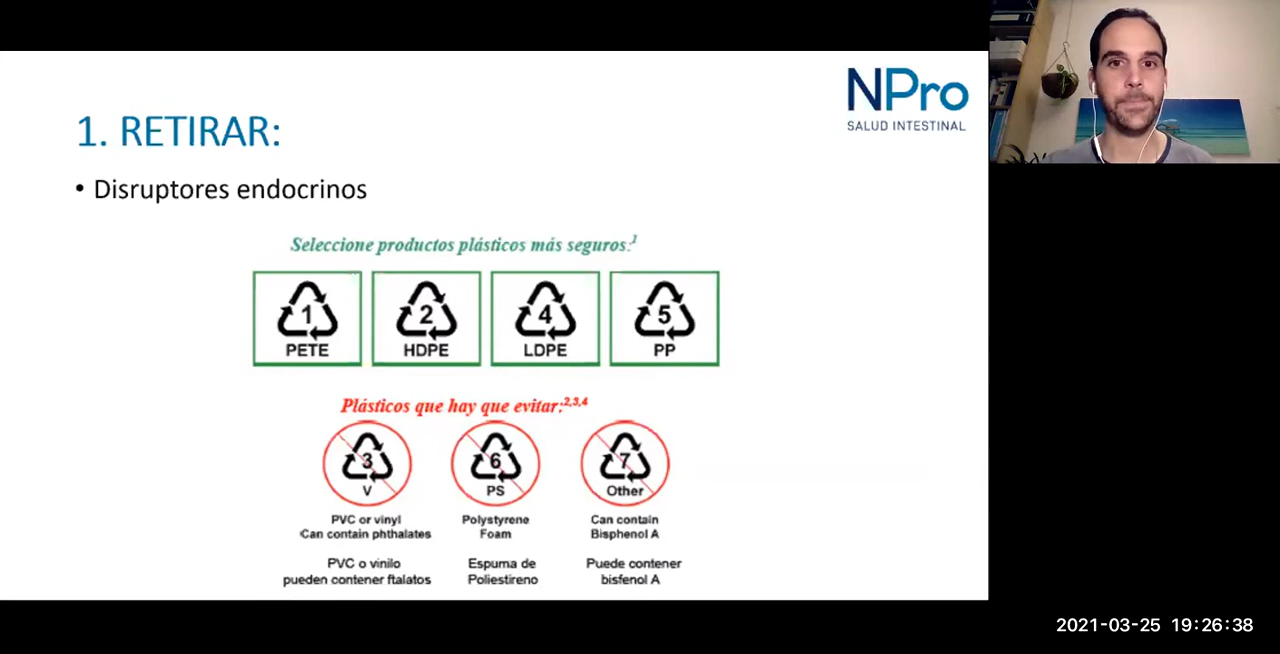 NPro
SALUD INTESTINAL
1. RETIRAR:
• Disruptores endocrinos
Seleccione productos plásticos más seguros:1
1 2 4 5
PETE HDPE LDPE PP
Plásticos que hay que evitar:2,3,4
3 6 7
V PS Other
PVC or vinyl Polystyrene Can contain
Can contain phthalates Foam Bisphenol A
PVC o vinilo Espuma de Puede contener
pueden contener ftalatos Poliestireno bisfenol A
2021-03-25 19:26:38